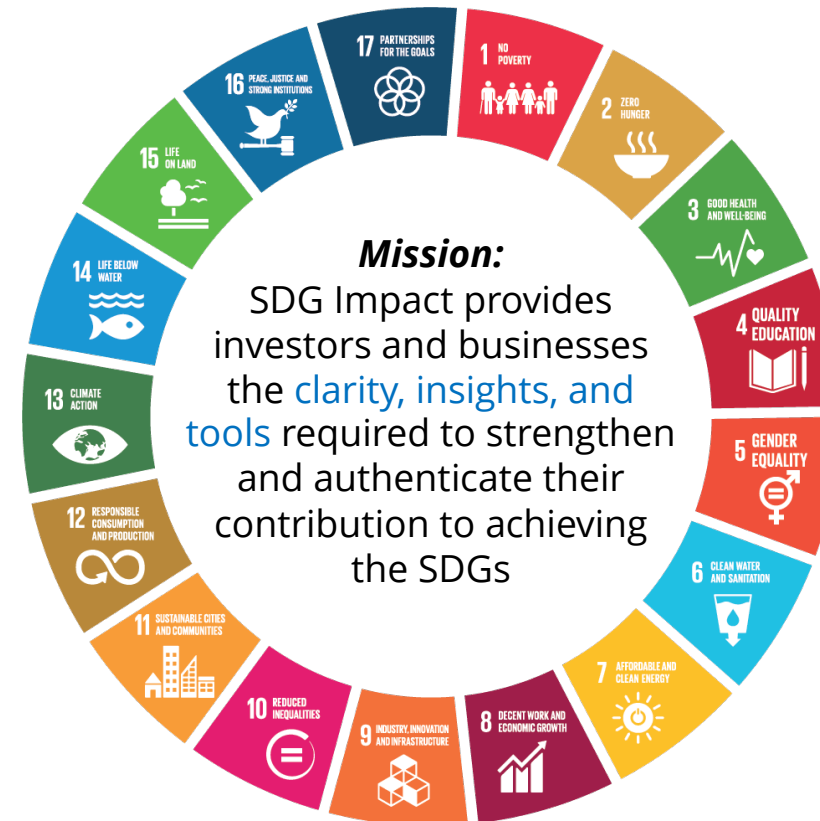 17 PARTNERSHIPS
FOR THE GOALS
1 NO
POVERTY
2 ZERO
HUNGER
3 GOOD HEALTH
AND WELL-BEING
4 QUALITY
EDUCATION
5 GENDER
EQUALITY
6 CLEAN WATER
AND SANITATION
7 AFFORDABLE AND
CLEAN ENERGY
8 DECENT WORK AND
ECONOMIC GROWTH
9 INDUSTRY, INNOVATION
AND INFRASTRUCTURE
10 REDUCED
INEQUALITIES
11 SUSTAINABLE CITIES
AND COMMUNITIES
12 RESPONSIBLE
CONSUMPTION
AND PRODUCTION
13 CLIMATE
ACTION
14 LIFE BELOW
WATER
15 LIFE
ON LAND
16 PEACE, JUSTICE AND
STRONG INSTITUTIONS
Mission:
SDG Impact provides
investors and businesses
the clarity, insights, and
tools required to strengthen
and authenticate their
contribution to achieving
the SDGs